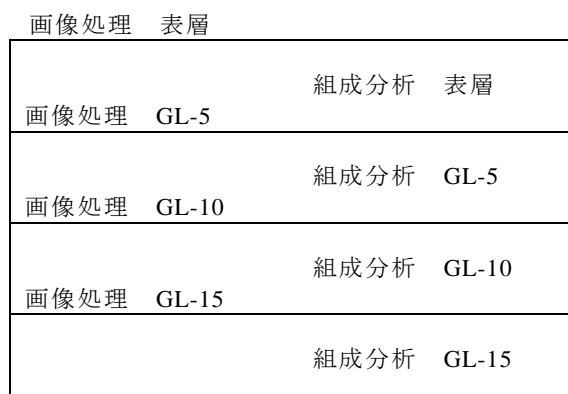 画像処理 表層
組成分析 表層
画像処理 GL-5
組成分析 GL-5
画像処理 GL-10
組成分析 GL-10
画像処理 GL-15
組成分析 GL-15